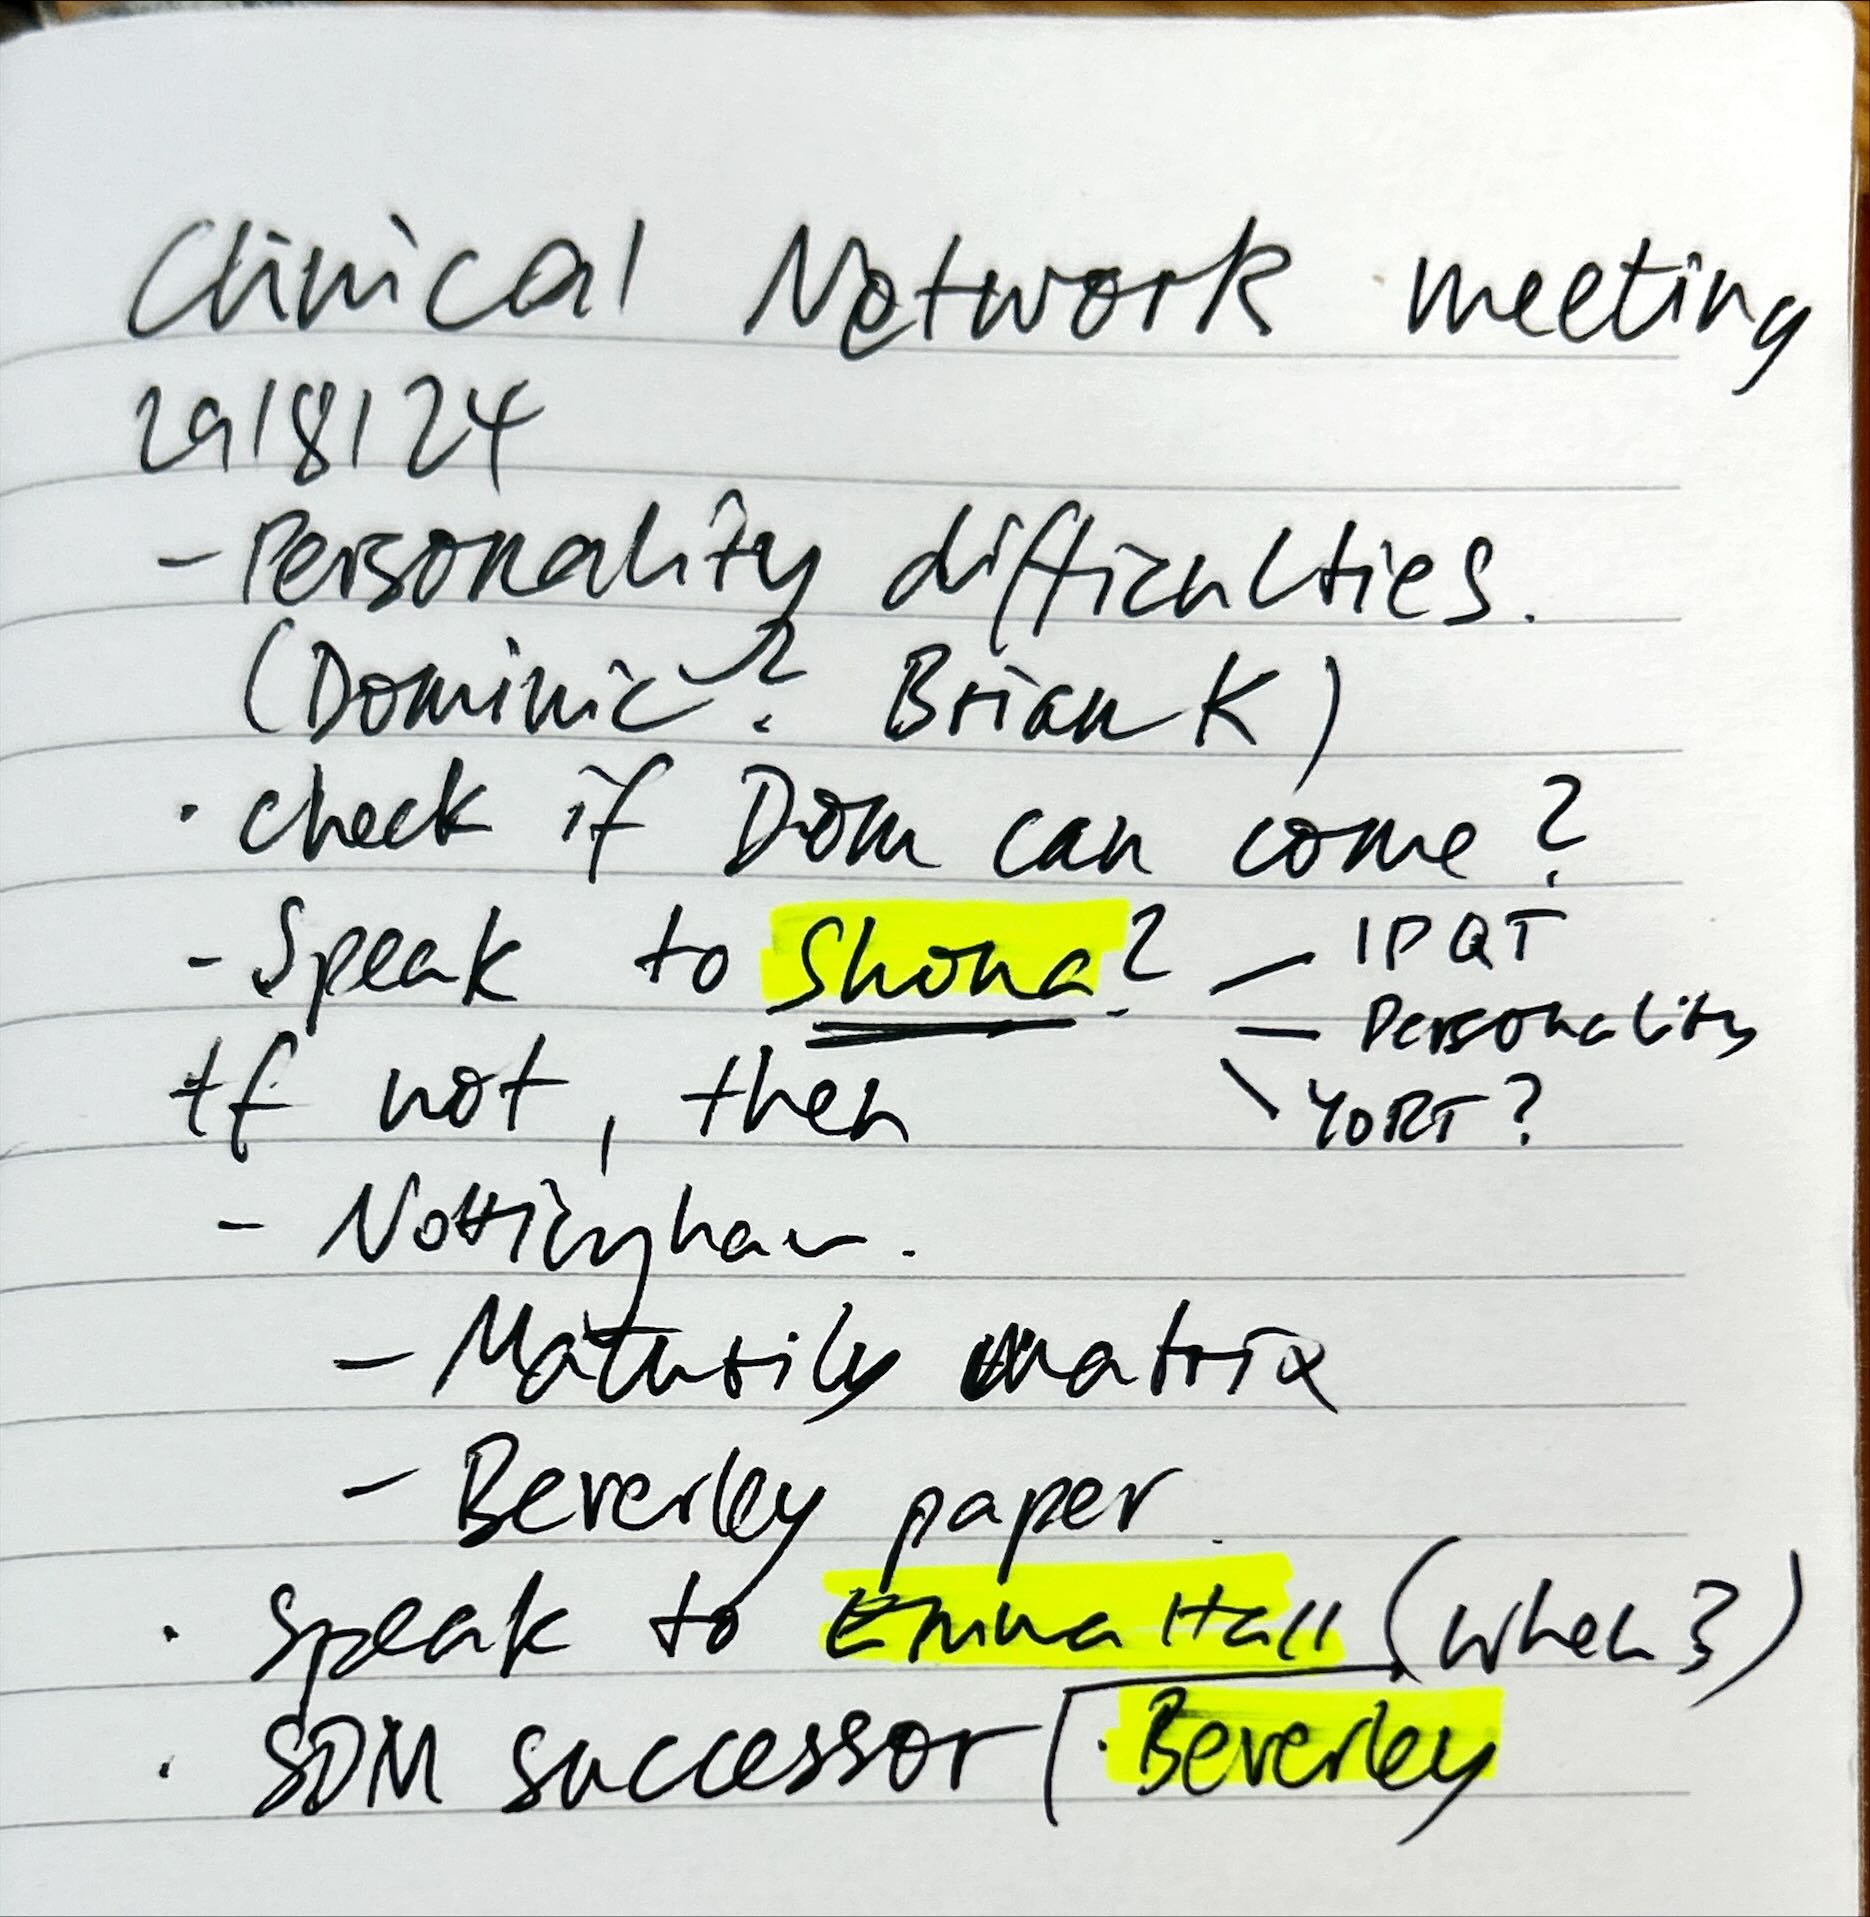 Clinical Network meeting
29/8/24
- Personality difficulties.
(Dominic? Brian K)
· check if Dom can come?
- Speak to Shona? - IPQT
- Personality
\ YORT?
If not, then
- Nottingham.
- Maturity matrix
- Beverley paper.
· Speak to Emma Hall (when?)
· SDM successor · Beverley